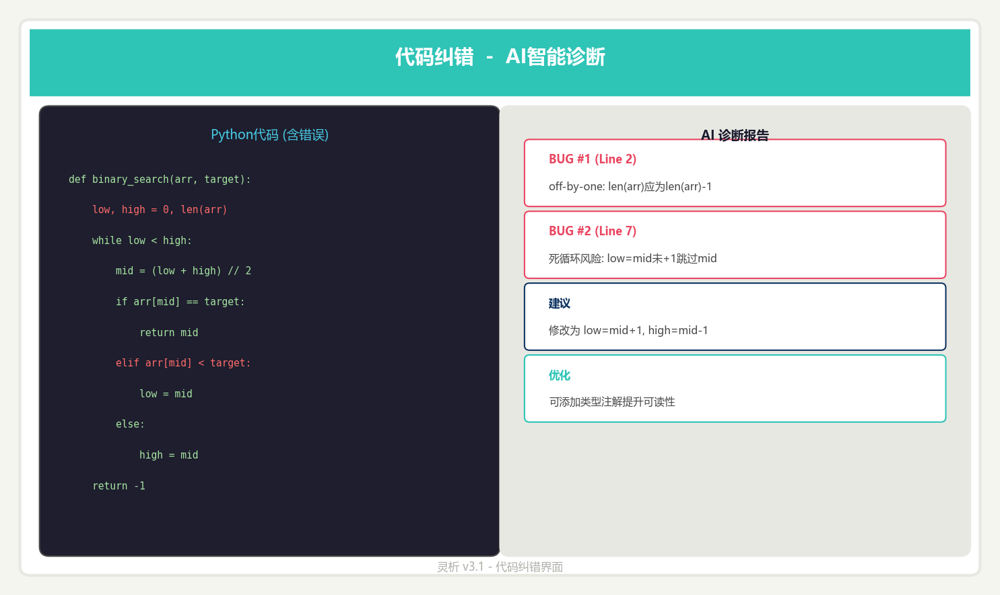 代码纠错 - AI智能诊断
Python代码 (含错误)
def binary_search(arr, target):
    low, high = 0, len(arr)
    while low < high:
        mid = (low + high) // 2
        if arr[mid] == target:
            return mid
        elif arr[mid] < target:
            low = mid
        else:
            high = mid
    return -1
AI 诊断报告
BUG #1 (Line 2)
off-by-one: len(arr)应为len(arr)-1
BUG #2 (Line 7)
死循环风险: low=mid未+1跳过mid
建议
修改为 low=mid+1, high=mid-1
优化
可添加类型注解提升可读性
灵析 v3.1 - 代码纠错界面